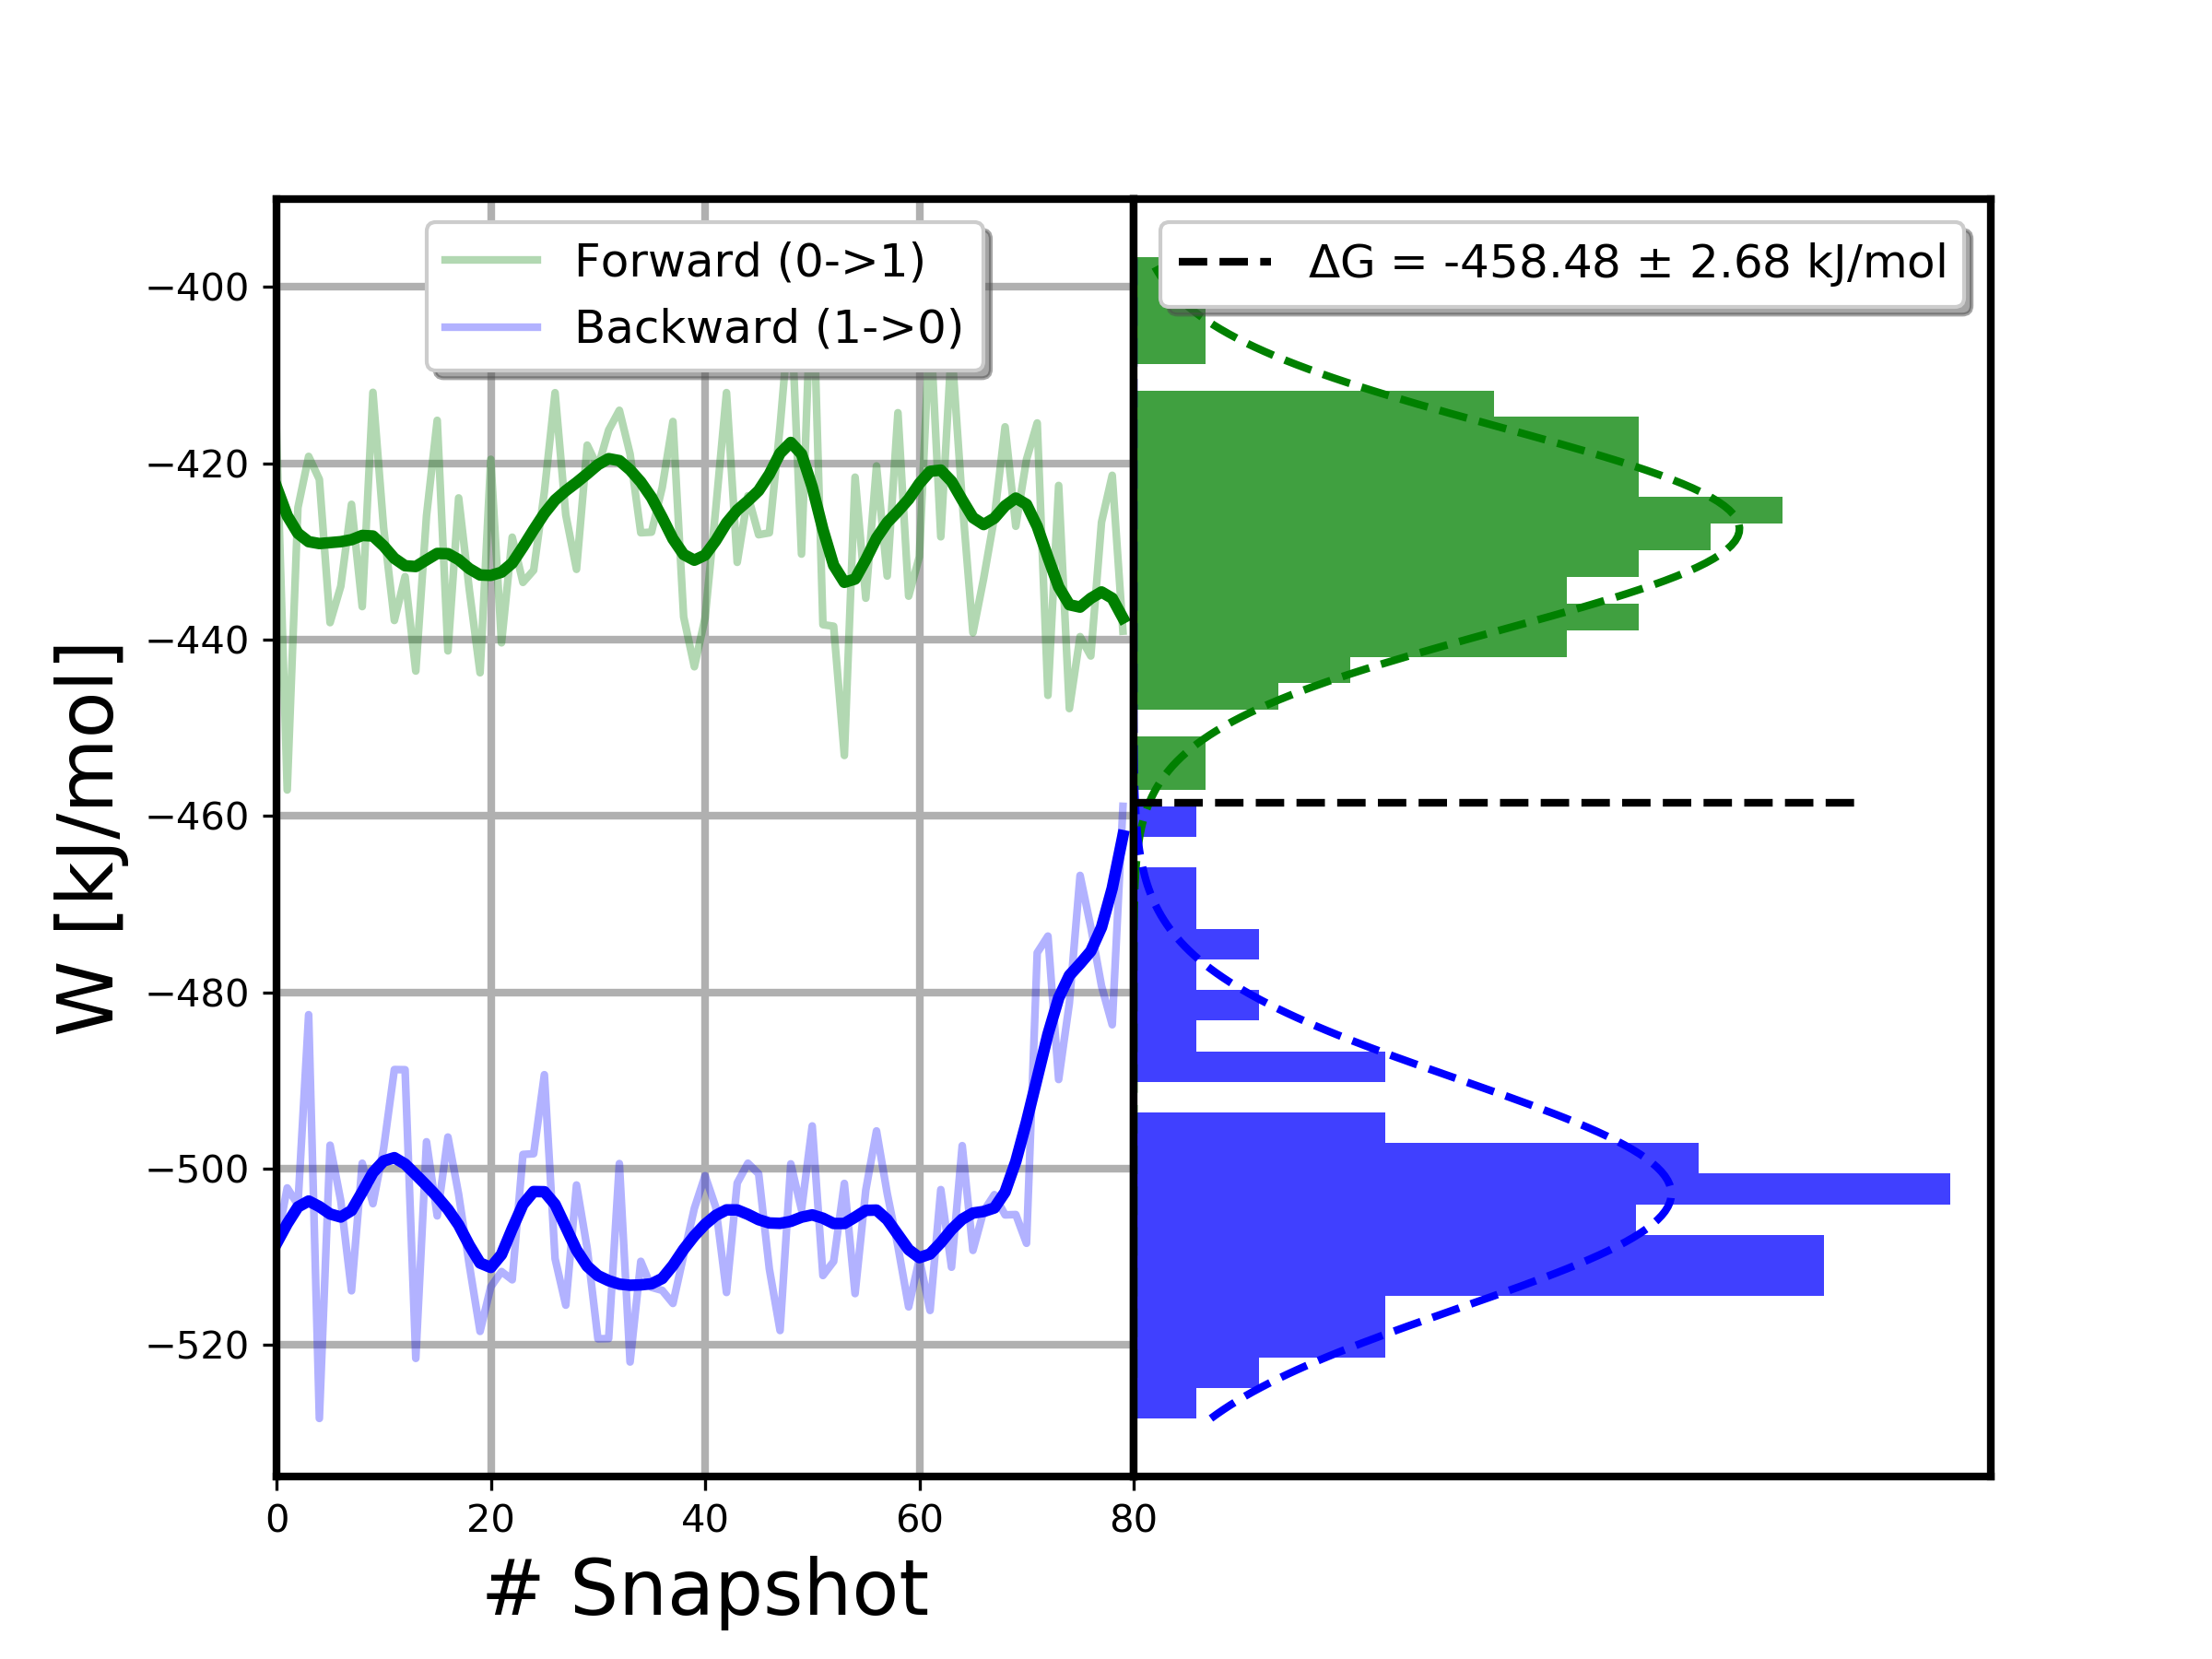 Forward (0->1)
Backward (1->0)
ΔG = -458.48 ± 2.68 kJ/mol
−400
−420
−440
−460
−480
−500
−520
W [kJ/mol]
0 20 40 60 80
# Snapshot